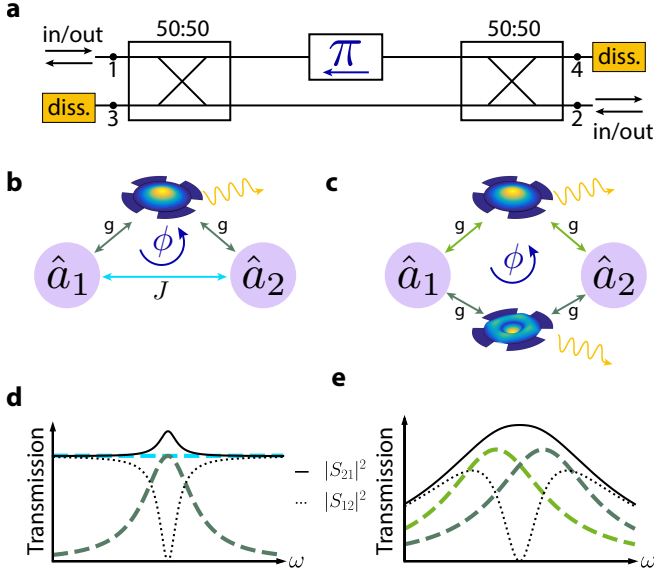 a
50:50
50:50
in/out
π
1
4
diss.
diss.
3
2
in/out
b
c
g
g
g
g
ϕ
ϕ
â₁
â₂
â₁
â₂
J
g
g
d
e
Transmission
|S₂₁|²
|S₁₂|²
ω
Transmission
ω